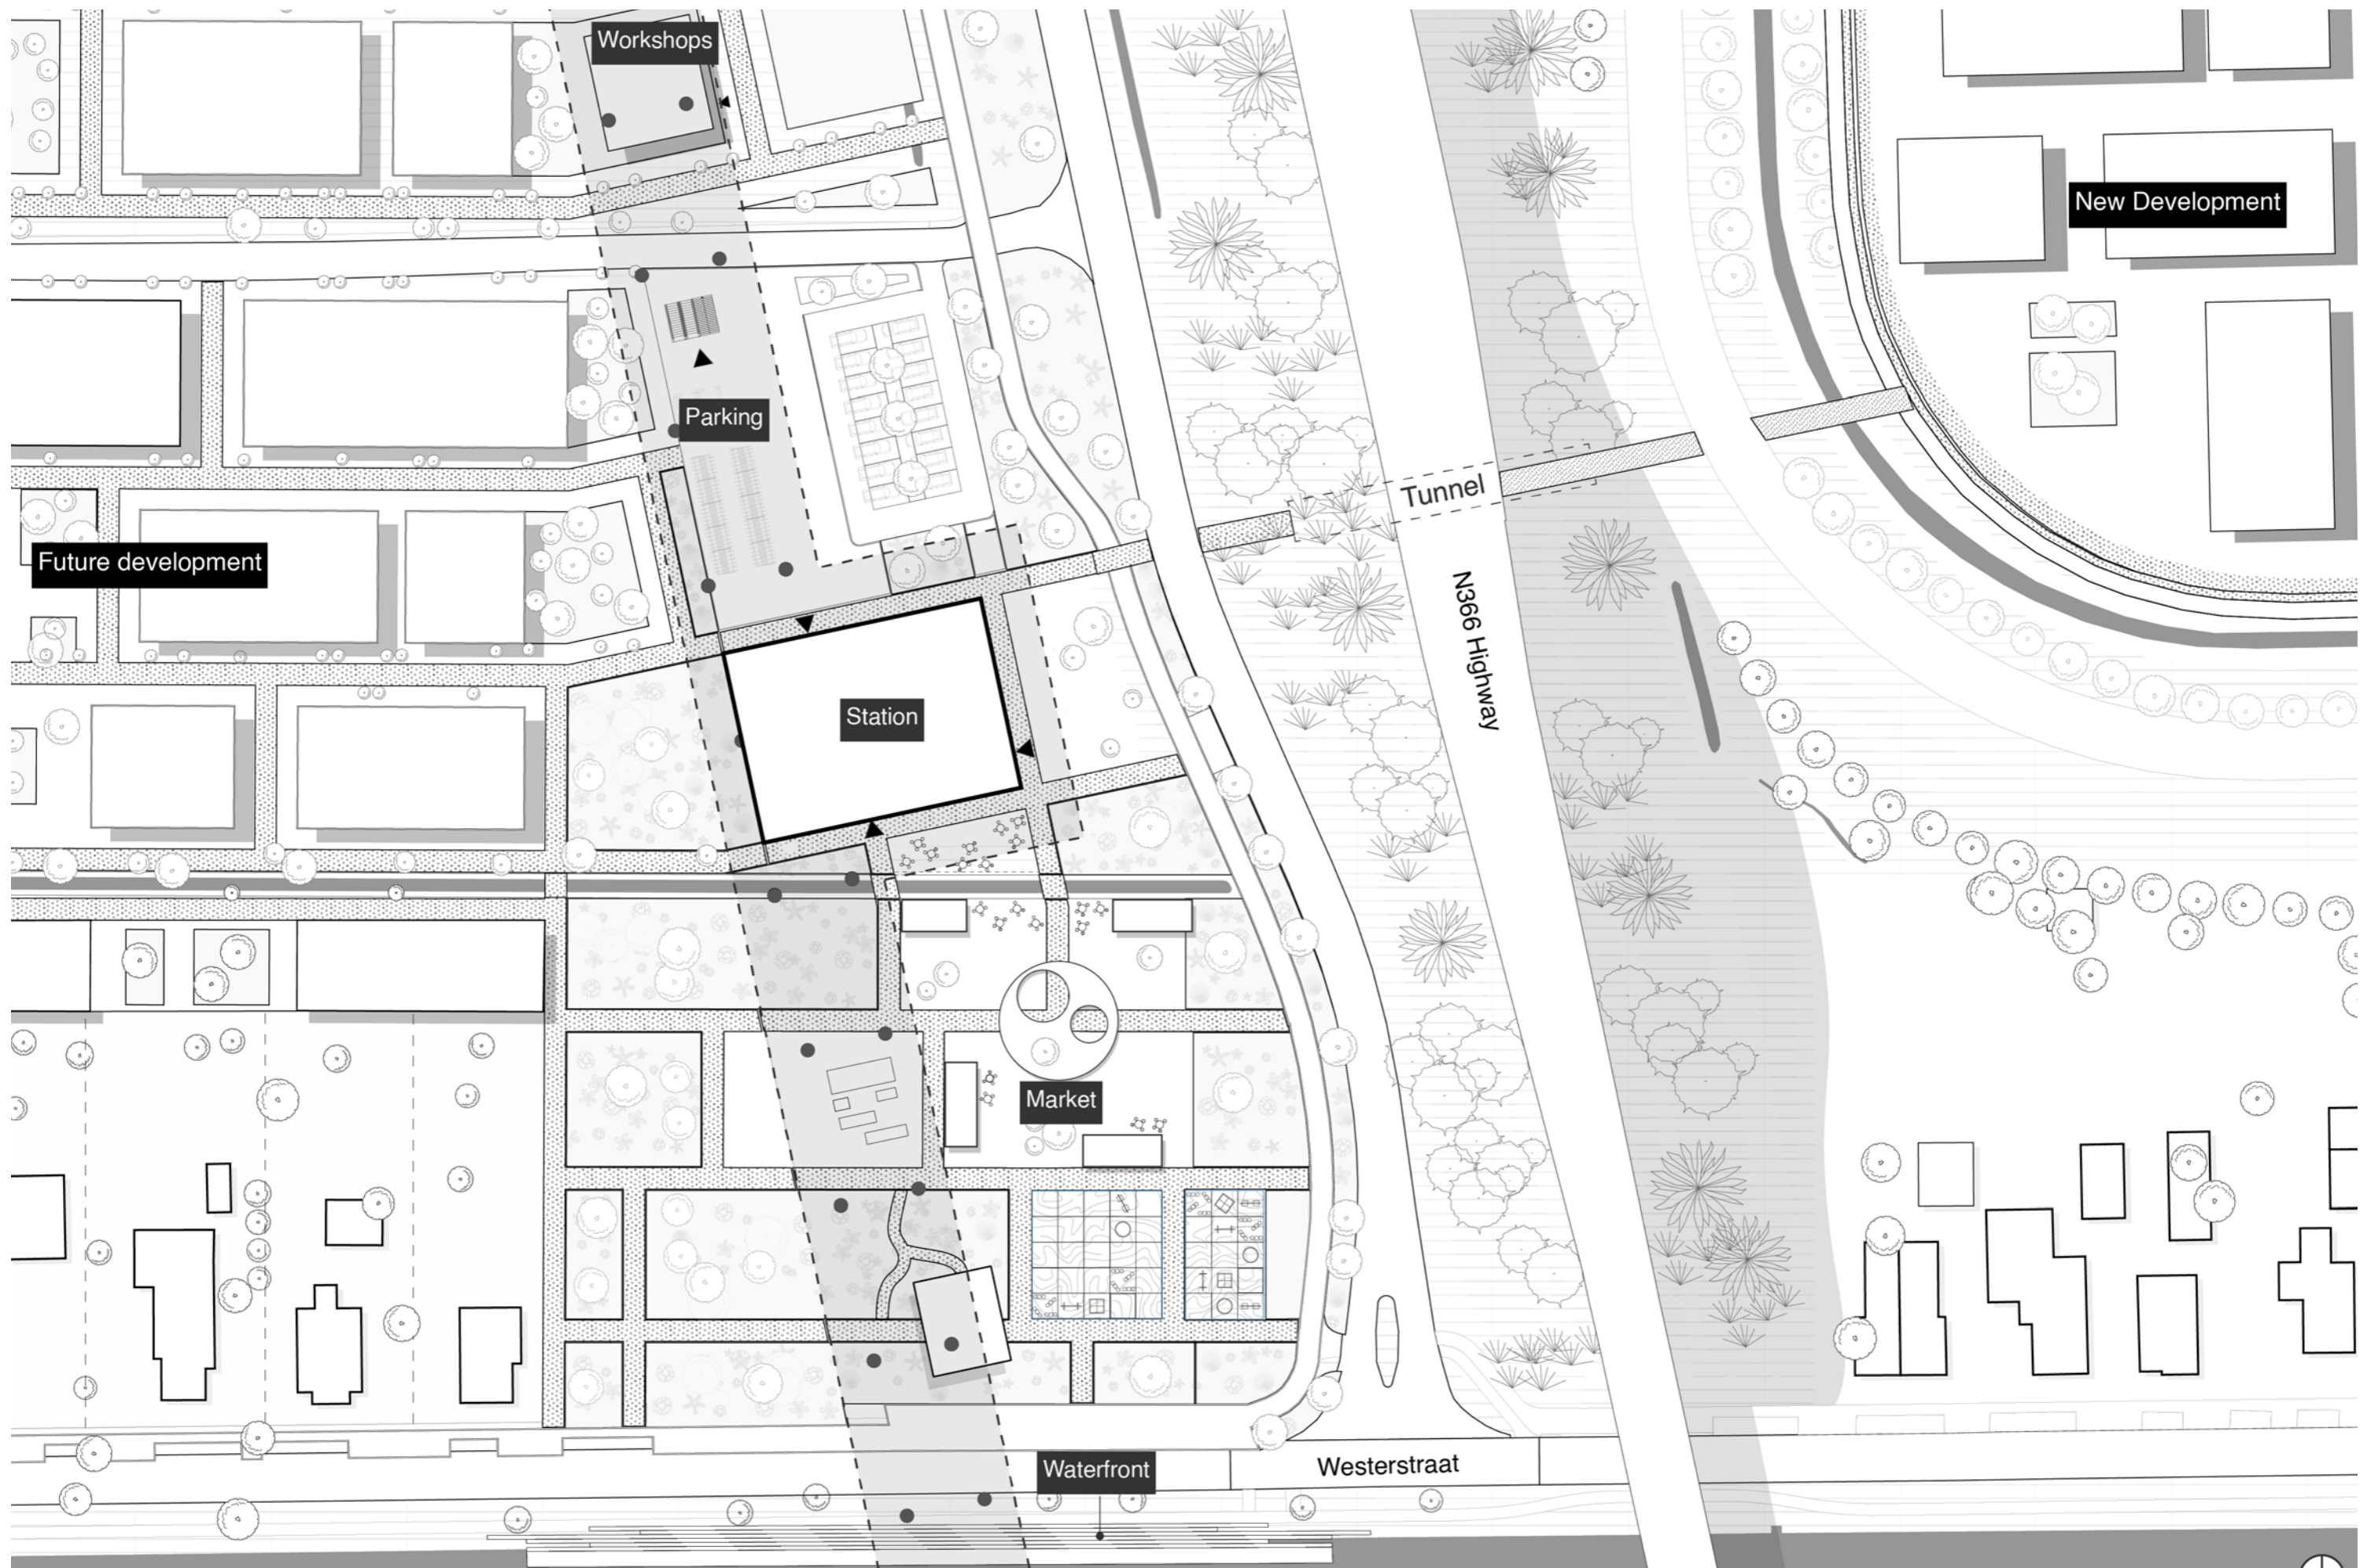 Workshops
New Development
Parking
Tunnel
Future development
N366 Highway
Station
Market
Waterfront
Westerstraat